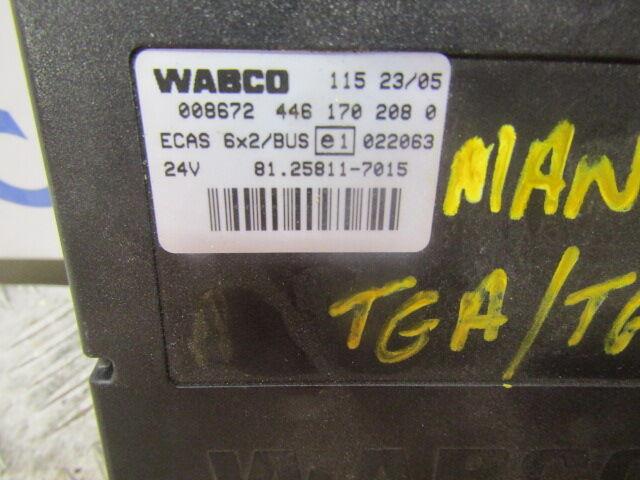 WABCO 115 23/05
008672 446 170 208 0
ECAS 6x2/BUS e1 022063
24V 81.25811-7015
MAN
TGA/TG
WABCO